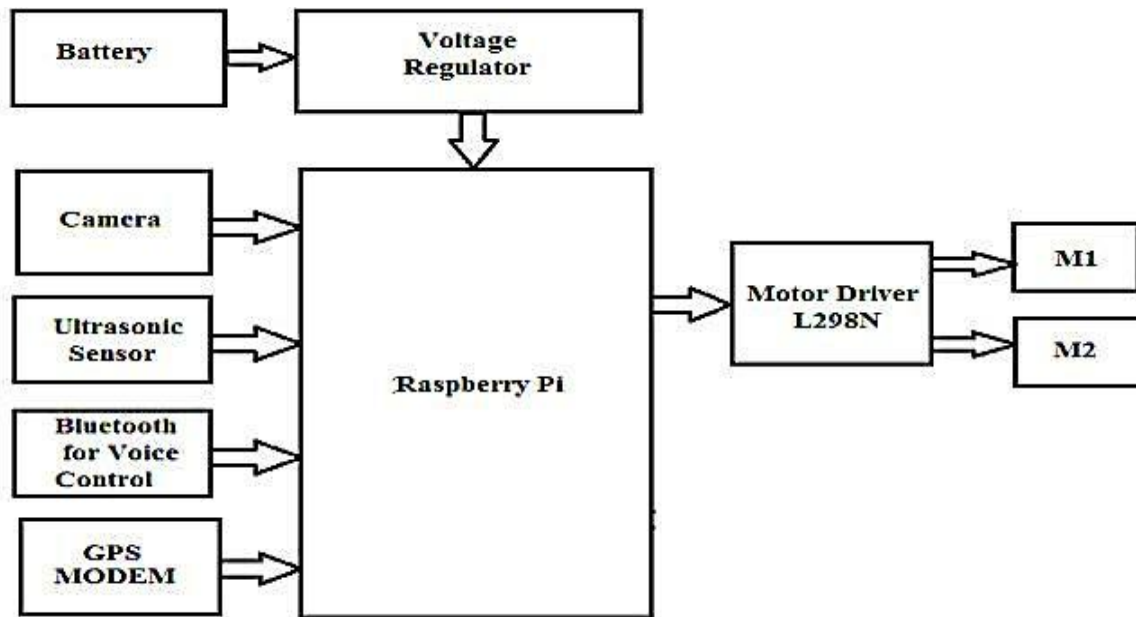 Battery
Voltage
Regulator
Camera
Ultrasonic
Sensor
Bluetooth
for Voice
Control
GPS
MODEM
Raspberry Pi
Motor Driver
L298N
M1
M2